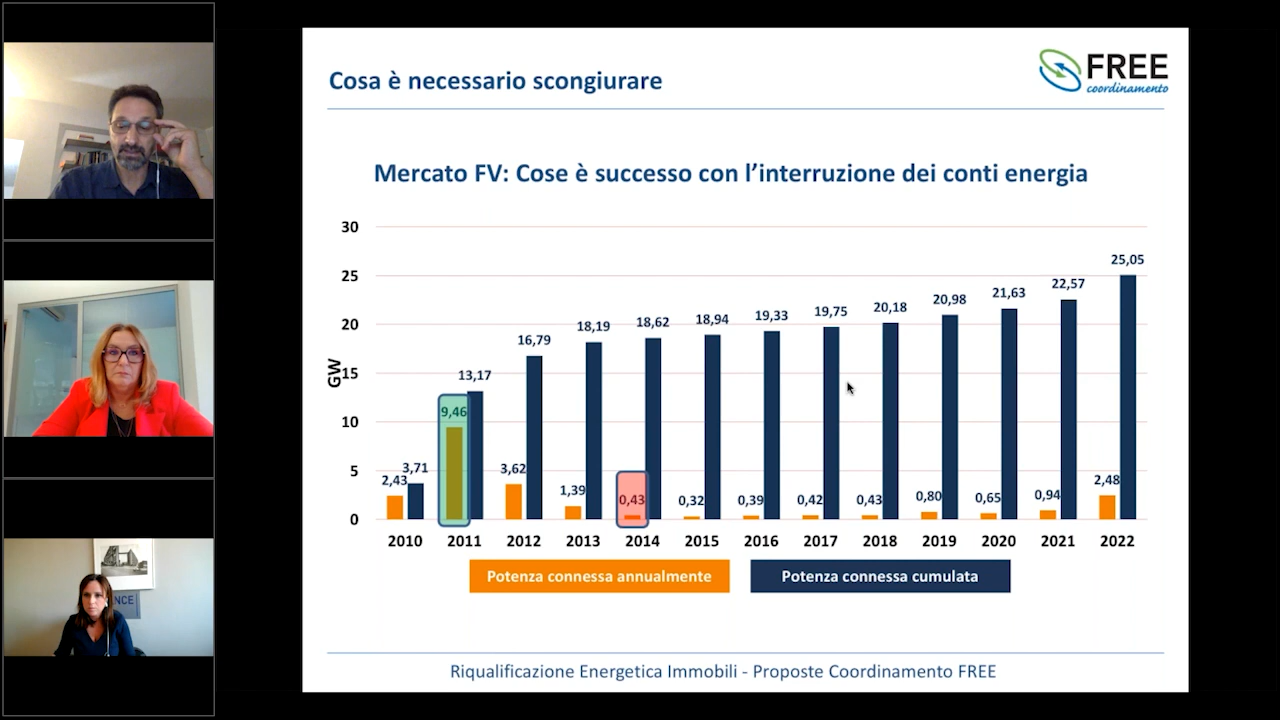 Cosa è necessario scongiurare
FREE
coordinamento
Mercato FV: Cose è successo con l'interruzione dei conti energia
GW
30
25
20
15
10
5
0
2,43 3,71
9,46 13,17
3,62 16,79
1,39 18,19
0,43 18,62
0,32 18,94
0,39 19,33
0,42 19,75
0,43 20,18
0,80 20,98
0,65 21,63
0,94 22,57
2,48 25,05
2010 2011 2012 2013 2014 2015 2016 2017 2018 2019 2020 2021 2022
Potenza connessa annualmente
Potenza connessa cumulata
Riqualificazione Energetica Immobili - Proposte Coordinamento FREE